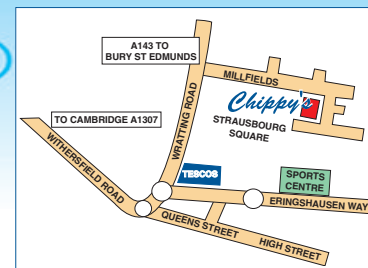 A143 TO
BURY ST EDMUNDS
MILLFIELDS
Chippy's
TO CAMBRIDGE A1307
STRAUSBOURG
SQUARE
WRATTING ROAD
WITHERSFIELD ROAD
TESCOS
SPORTS
CENTRE
ERINGSHAUSEN WAY
QUEENS STREET
HIGH STREET